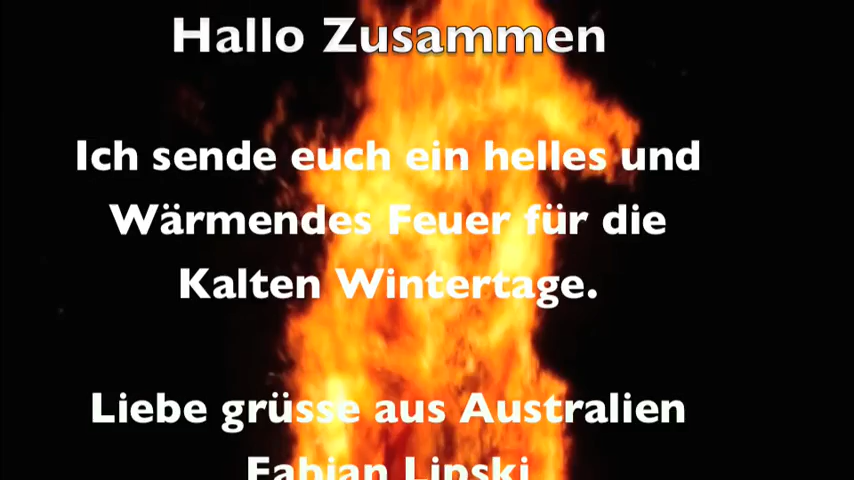 Hallo Zusammen
Ich sende euch ein helles und
Wärmendes Feuer für die
Kalten Wintertage.
Liebe grüsse aus Australien
Fabian Lipski